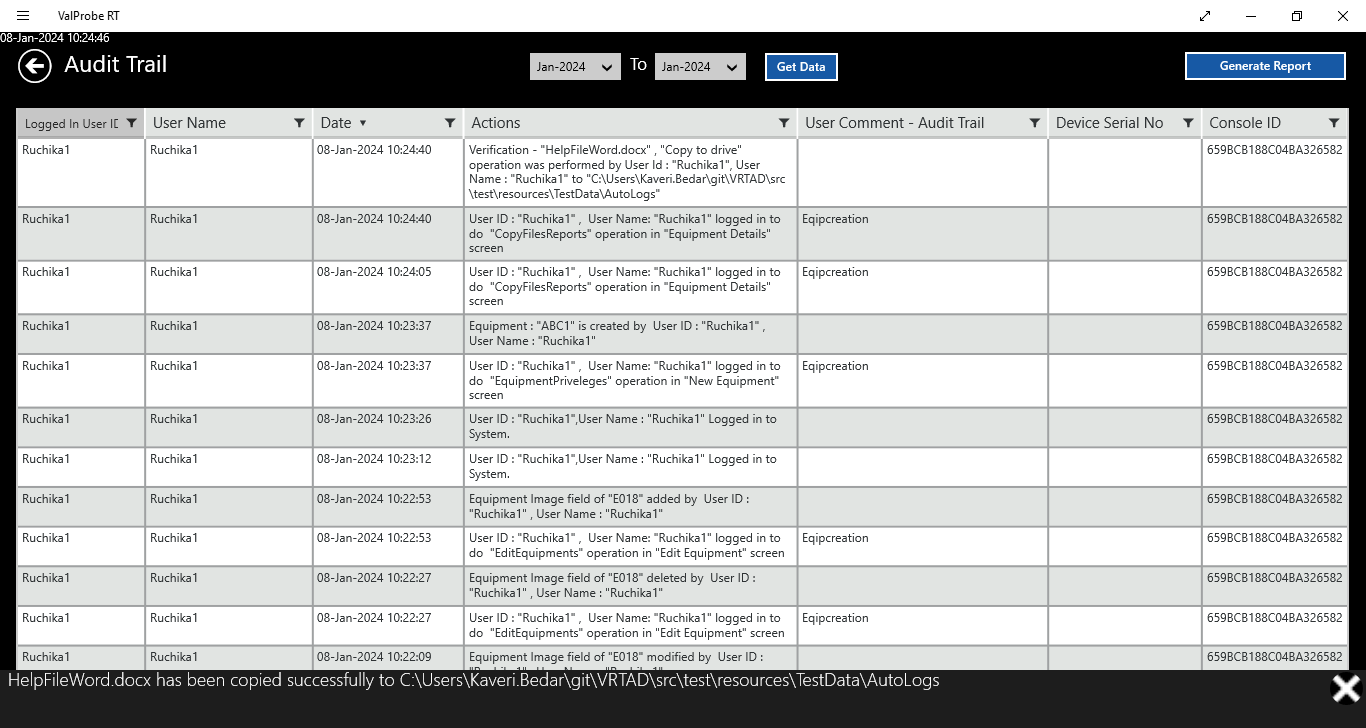 ValProbe RT
08-Jan-2024 10:24:46
Audit Trail
Jan-2024 To Jan-2024 Get Data Generate Report
Logged In User ID User Name Date Actions User Comment - Audit Trail Device Serial No Console ID
Ruchika1 Ruchika1 08-Jan-2024 10:24:40 Verification - "HelpFileWord.docx" , "Copy to drive" 659BCB188C04BA326582
operation was performed by User Id : "Ruchika1", User
Name : "Ruchika1" to "C:\Users\Kaveri.Bedar\git\VRTAD\src
\test\resources\TestData\AutoLogs"
Ruchika1 Ruchika1 08-Jan-2024 10:24:40 User ID : "Ruchika1" , User Name: "Ruchika1" logged in to Eqipcreation 659BCB188C04BA326582
do "CopyFilesReports" operation in "Equipment Details"
screen
Ruchika1 Ruchika1 08-Jan-2024 10:24:05 User ID : "Ruchika1" , User Name: "Ruchika1" logged in to Eqipcreation 659BCB188C04BA326582
do "CopyFilesReports" operation in "Equipment Details"
screen
Ruchika1 Ruchika1 08-Jan-2024 10:23:37 Equipment : "ABC1" is created by User ID : "Ruchika1" , 659BCB188C04BA326582
User Name : "Ruchika1"
Ruchika1 Ruchika1 08-Jan-2024 10:23:37 User ID : "Ruchika1" , User Name: "Ruchika1" logged in to Eqipcreation 659BCB188C04BA326582
do "EquipmentPriveleges" operation in "New Equipment"
screen
Ruchika1 Ruchika1 08-Jan-2024 10:23:26 User ID : "Ruchika1",User Name : "Ruchika1" Logged in to 659BCB188C04BA326582
System.
Ruchika1 Ruchika1 08-Jan-2024 10:23:12 User ID : "Ruchika1",User Name : "Ruchika1" Logged in to 659BCB188C04BA326582
System.
Ruchika1 Ruchika1 08-Jan-2024 10:22:53 Equipment Image field of "E018" added by User ID : 659BCB188C04BA326582
"Ruchika1" , User Name : "Ruchika1"
Ruchika1 Ruchika1 08-Jan-2024 10:22:53 User ID : "Ruchika1" , User Name: "Ruchika1" logged in to Eqipcreation 659BCB188C04BA326582
do "EditEquipments" operation in "Edit Equipment" screen
Ruchika1 Ruchika1 08-Jan-2024 10:22:27 Equipment Image field of "E018" deleted by User ID : 659BCB188C04BA326582
"Ruchika1" , User Name : "Ruchika1"
Ruchika1 Ruchika1 08-Jan-2024 10:22:27 User ID : "Ruchika1" , User Name: "Ruchika1" logged in to Eqipcreation 659BCB188C04BA326582
do "EditEquipments" operation in "Edit Equipment" screen
Ruchika1 Ruchika1 08-Jan-2024 10:22:09 Equipment Image field of "E018" modified by User ID : 659BCB188C04BA326582
HelpFileWord.docx has been copied successfully to C:\Users\Kaveri.Bedar\git\VRTAD\src\test\resources\TestData\AutoLogs